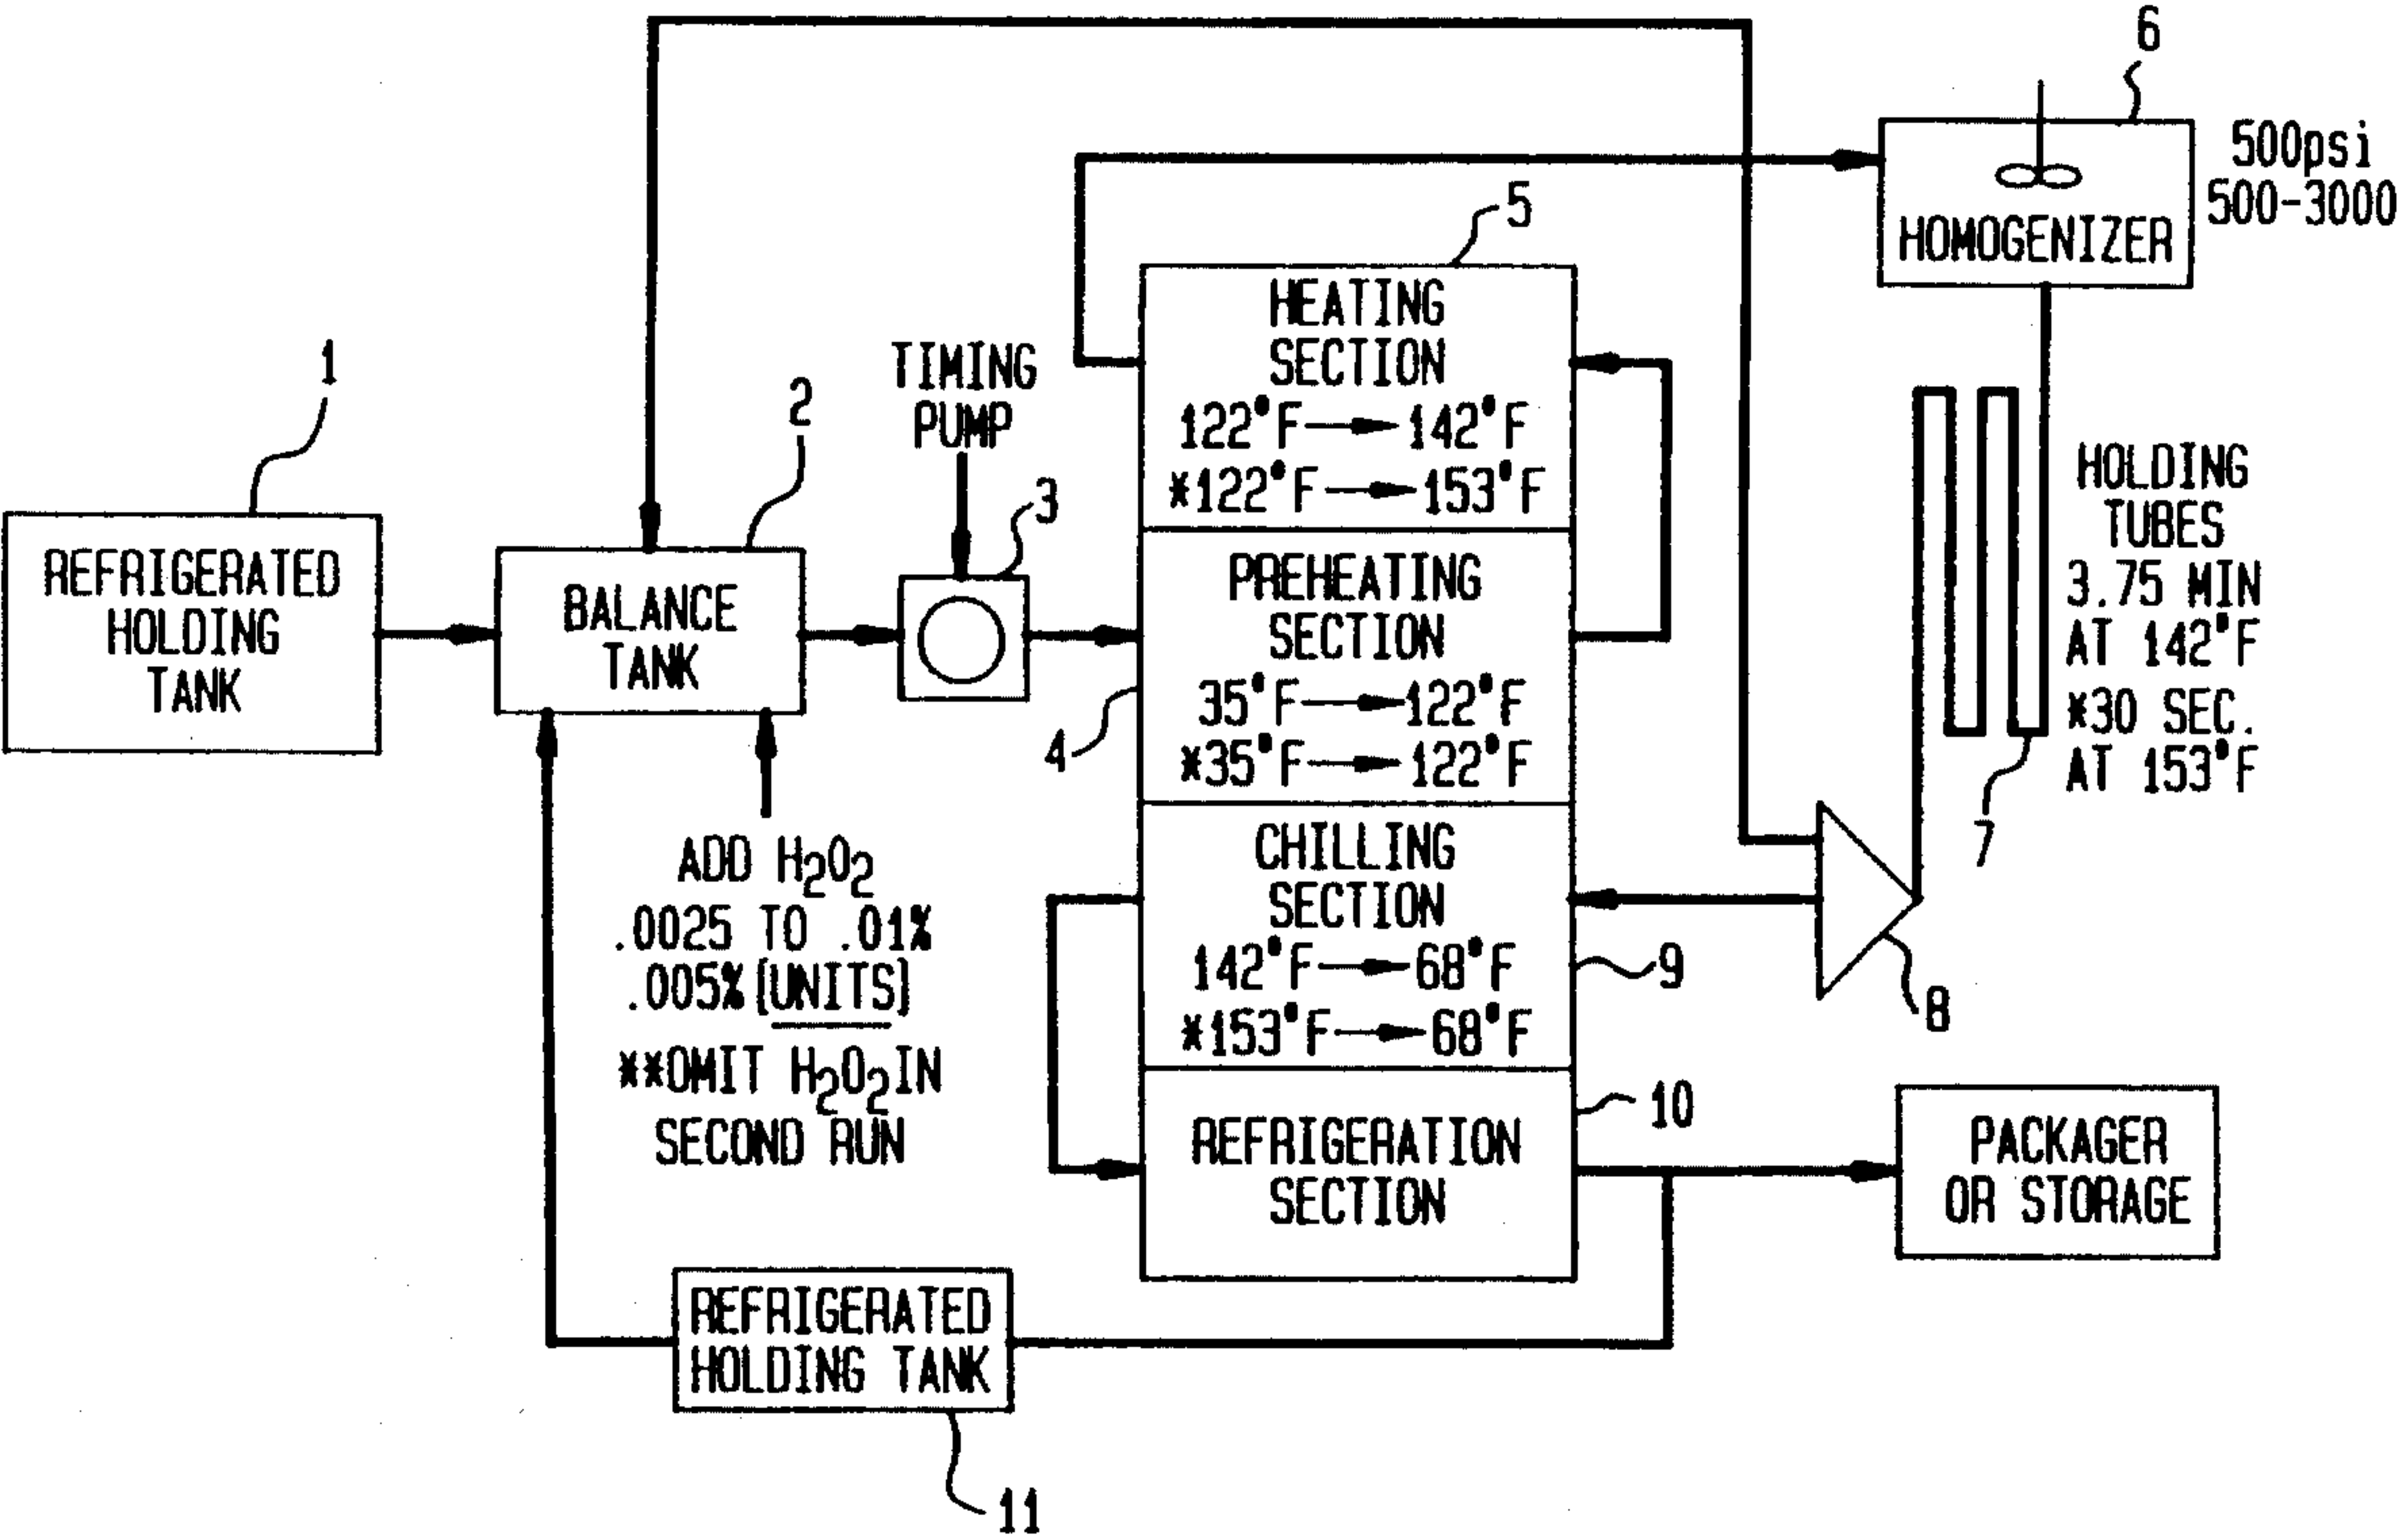 6
500psi
500-3000
HOMOGENIZER
5
HEATING
SECTION
122°F → 142°F
*122°F → 153°F
1
2
TIMING
PUMP
3
REFRIGERATED
HOLDING
TANK
BALANCE
TANK
PREHEATING
SECTION
35°F → 122°F
*35°F → 122°F
4
HOLDING
TUBES
3.75 MIN
AT 142°F
*30 SEC.
AT 153°F
7
ADD H₂O₂
.0025 TO .01%
.005% (UNITS)
**OMIT H₂O₂ IN
SECOND RUN
CHILLING
SECTION
142°F → 68°F
*153°F → 68°F
9
8
10
REFRIGERATION
SECTION
PACKAGER
OR STORAGE
REFRIGERATED
HOLDING TANK
11